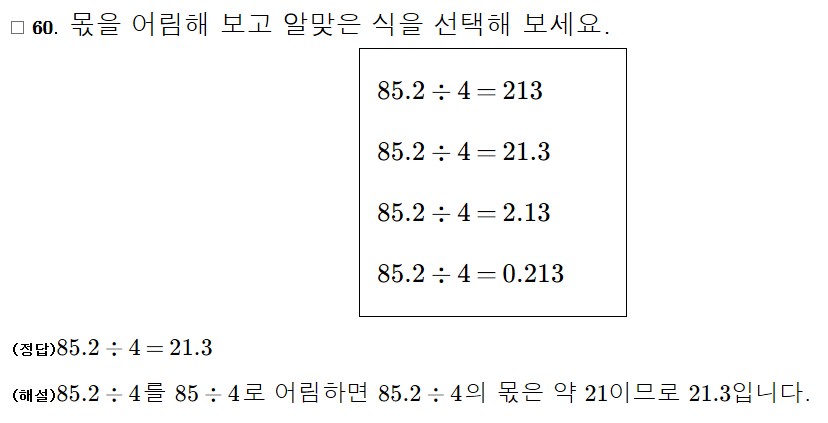 □ 60. 몫을 어림해 보고 알맞은 식을 선택해 보세요.
85.2 ÷ 4 = 213
85.2 ÷ 4 = 21.3
85.2 ÷ 4 = 2.13
85.2 ÷ 4 = 0.213
(정답)85.2 ÷ 4 = 21.3
(해설)85.2 ÷ 4를 85 ÷ 4로 어림하면 85.2 ÷ 4의 몫은 약 21이므로 21.3입니다.